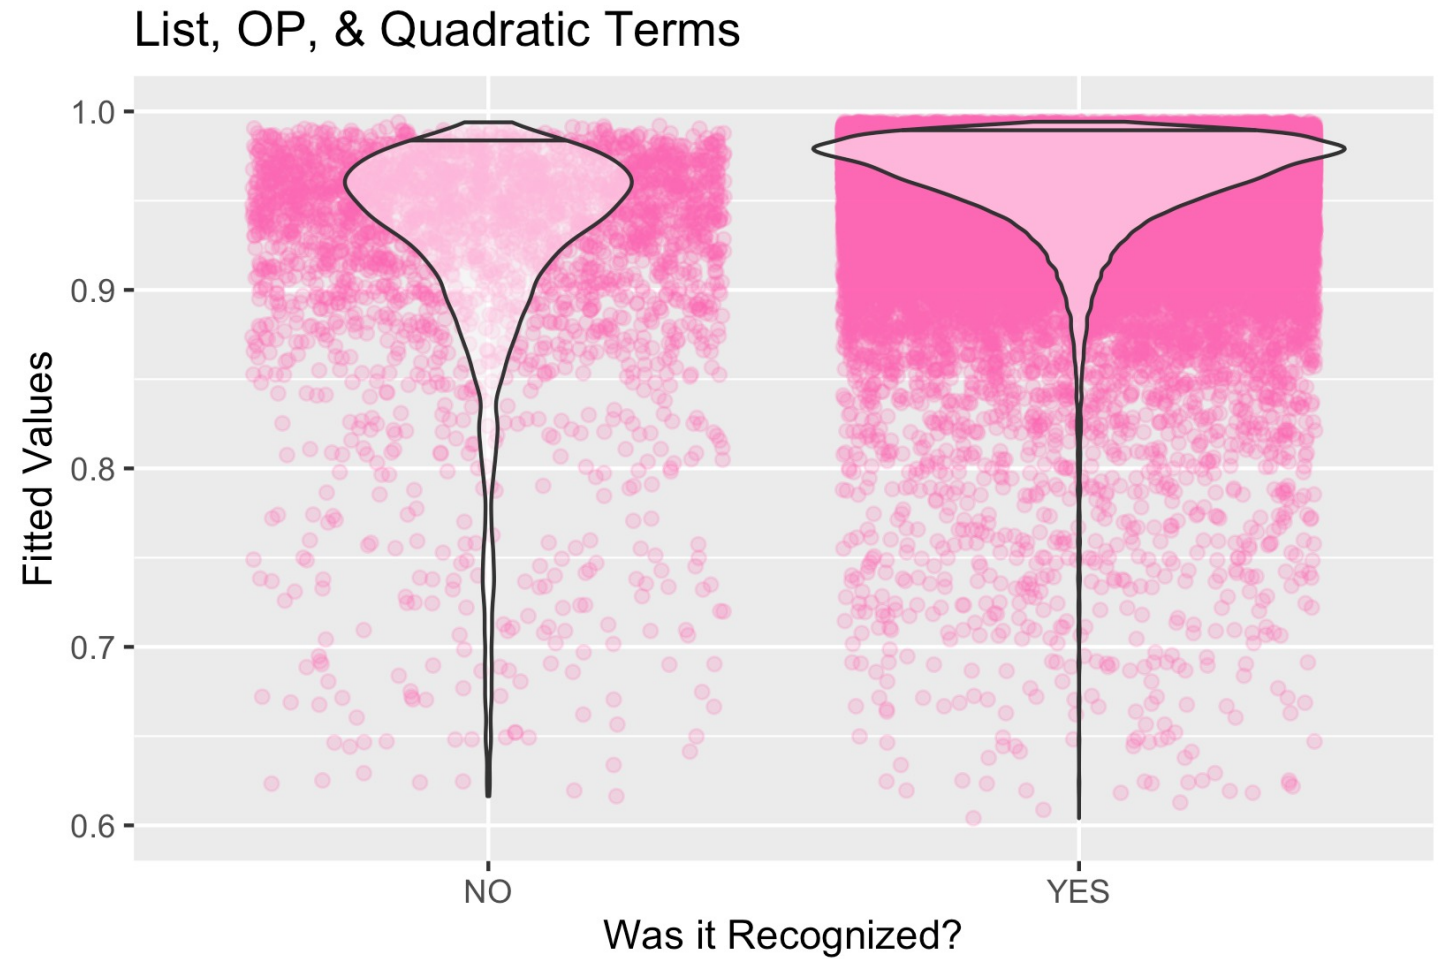 List, OP, & Quadratic Terms
1.0
0.9
0.8
0.7
0.6
Fitted Values
NO YES
Was it Recognized?